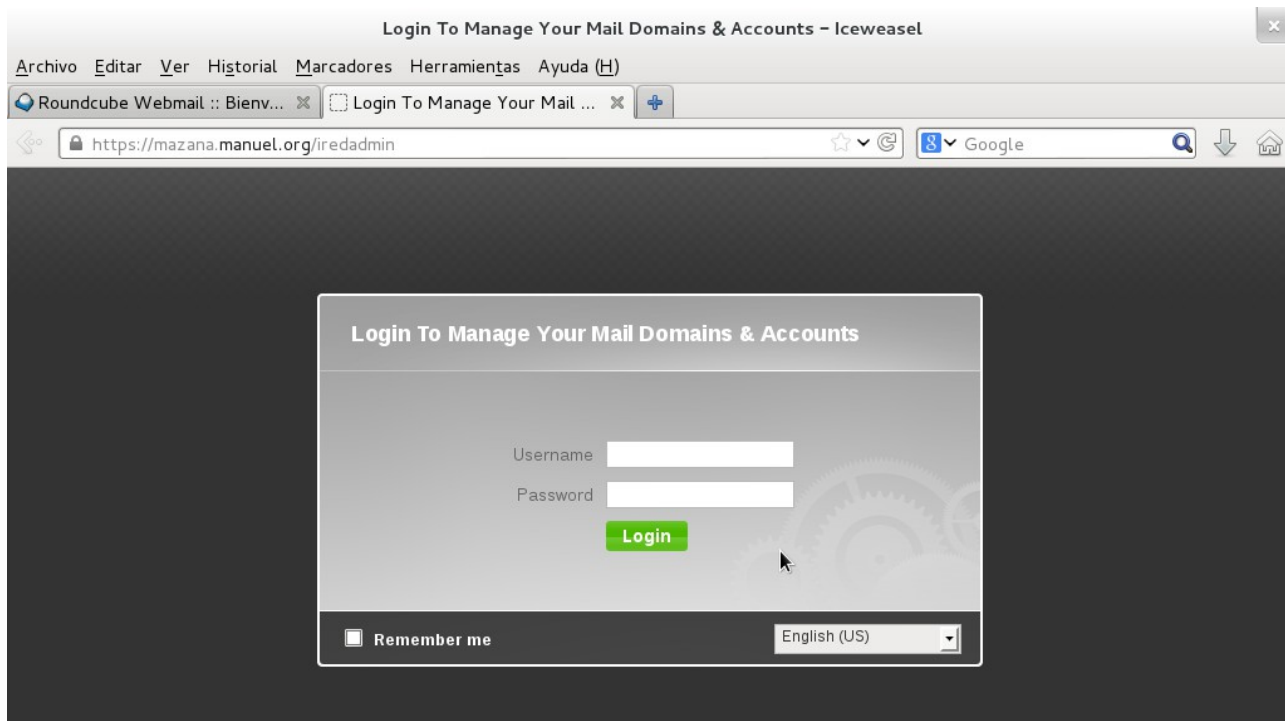 Login To Manage Your Mail Domains & Accounts - Iceweasel
Archivo Editar Ver Historial Marcadores Herramientas Ayuda (H)
Roundcube Webmail :: Bienv... Login To Manage Your Mail ...
https://mazana.manuel.org/iredadmin 8 Google
Login To Manage Your Mail Domains & Accounts
Username
Password
Login
Remember me English (US)